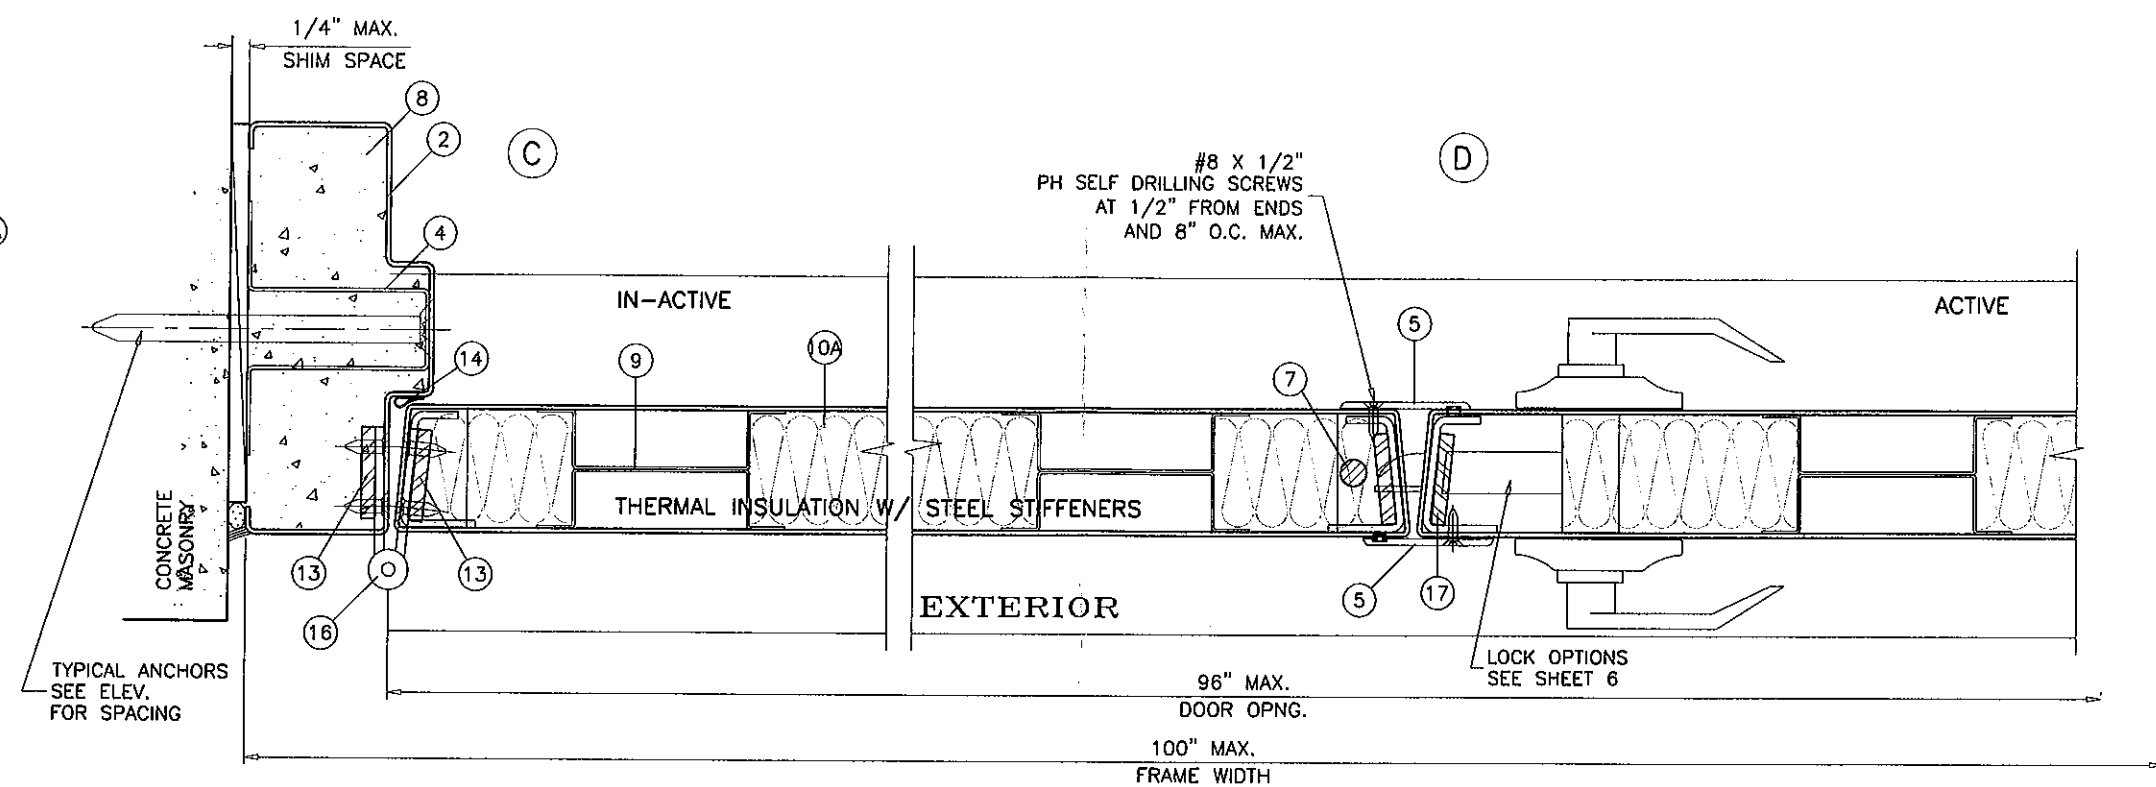 1/4" MAX.
SHIM SPACE
8
2
C
4
14
#8 X 1/2"
PH SELF DRILLING SCREWS
AT 1/2" FROM ENDS
AND 8" O.C. MAX.
D
IN-ACTIVE
ACTIVE
9
10A
7
5
THERMAL INSULATION W/ STEEL STIFFENERS
CONCRETE
MASONRY
13
13
16
EXTERIOR
5
17
TYPICAL ANCHORS
SEE ELEV.
FOR SPACING
LOCK OPTIONS
SEE SHEET 6
96" MAX.
DOOR OPNG.
100" MAX.
FRAME WIDTH